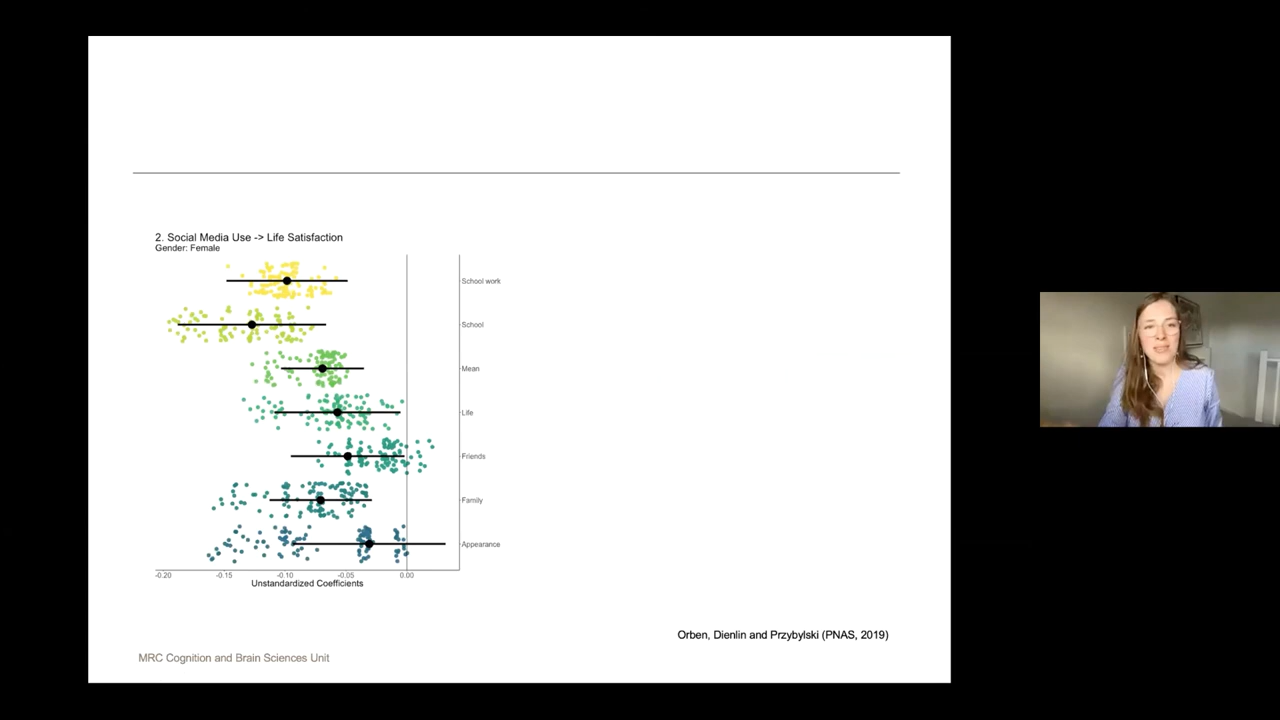 2. Social Media Use -> Life Satisfaction
Gender: Female
School work
School
Mean
Life
Friends
Family
Appearance
-0.20 -0.15 -0.10 -0.05 0.00
Unstandardized Coefficients
Orben, Dienlin and Przybylski (PNAS, 2019)
MRC Cognition and Brain Sciences Unit